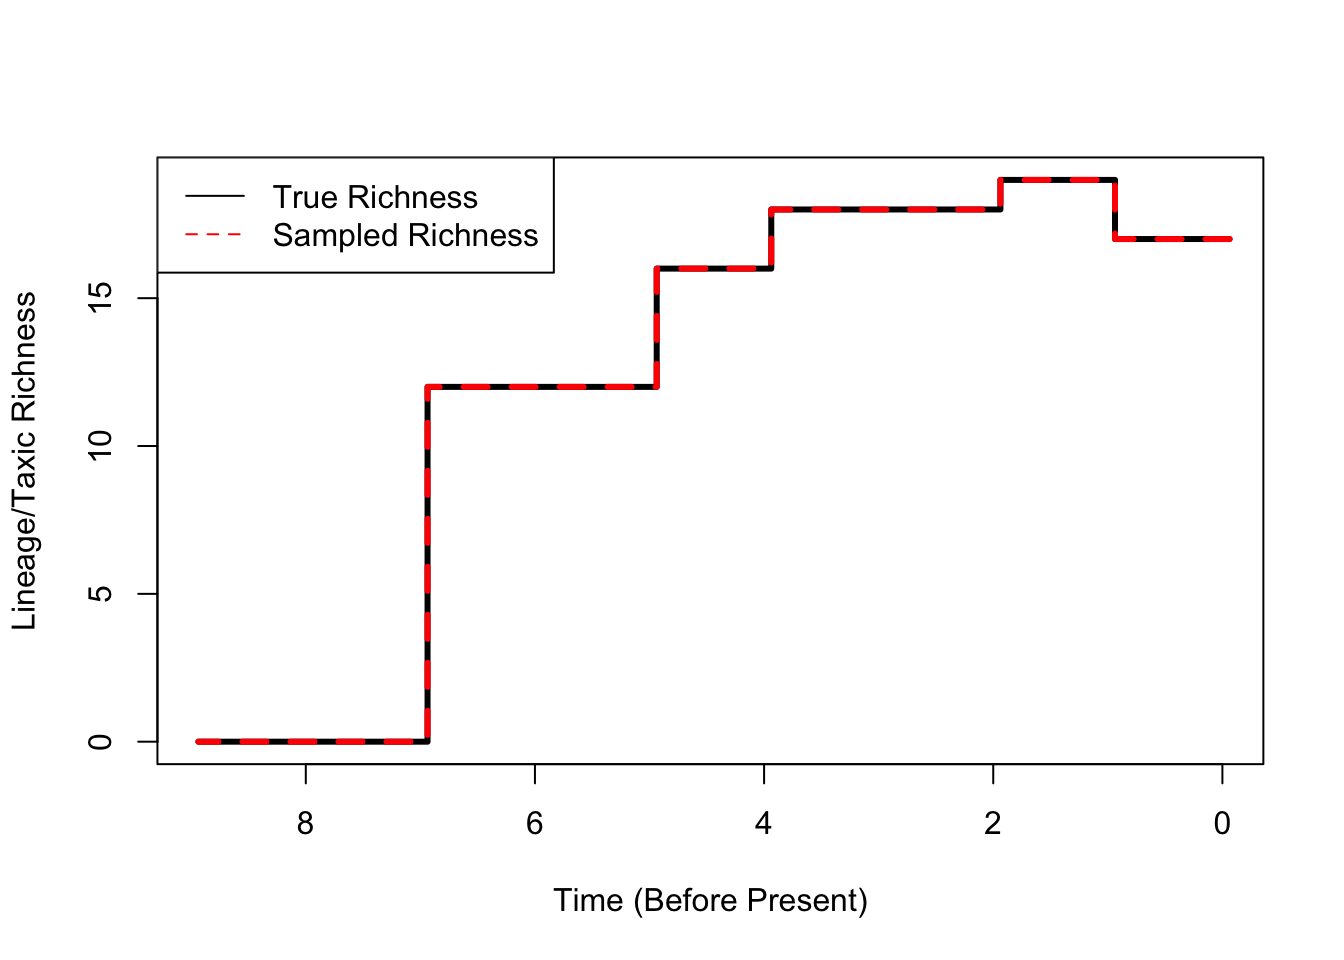 True Richness
Sampled Richness
Lineage/Taxic Richness
15
10
5
0
8 6 4 2 0
Time (Before Present)